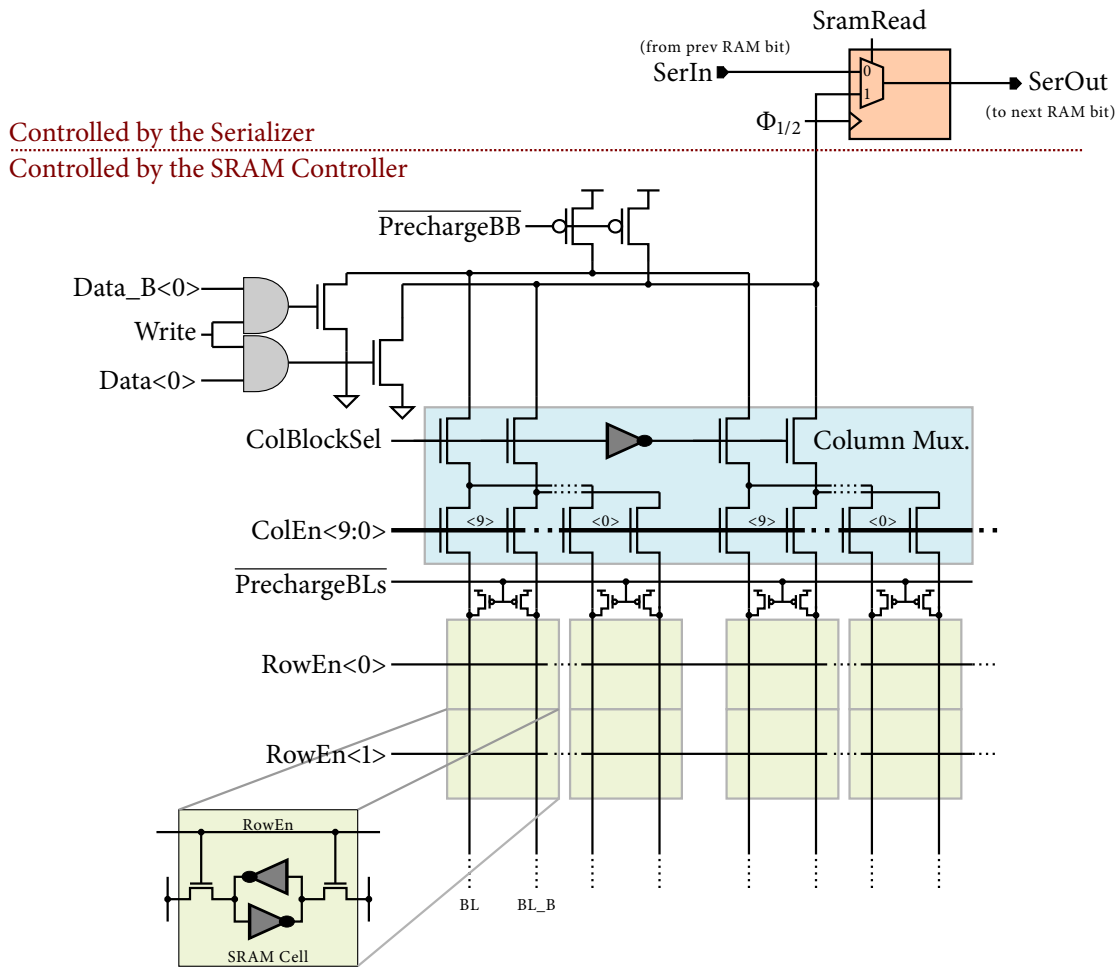 SramRead
(from prev RAM bit)
SerIn
0
1
SerOut
(to next RAM bit)
Φ1/2
Controlled by the Serializer
Controlled by the SRAM Controller
PrechargeBB
Data_B<0>
Write
Data<0>
ColBlockSel
Column Mux.
ColEn<9:0>
<9>
<0>
<9>
<0>
PrechargeBLs
RowEn<0>
RowEn<1>
RowEn
BL
BL_B
SRAM Cell